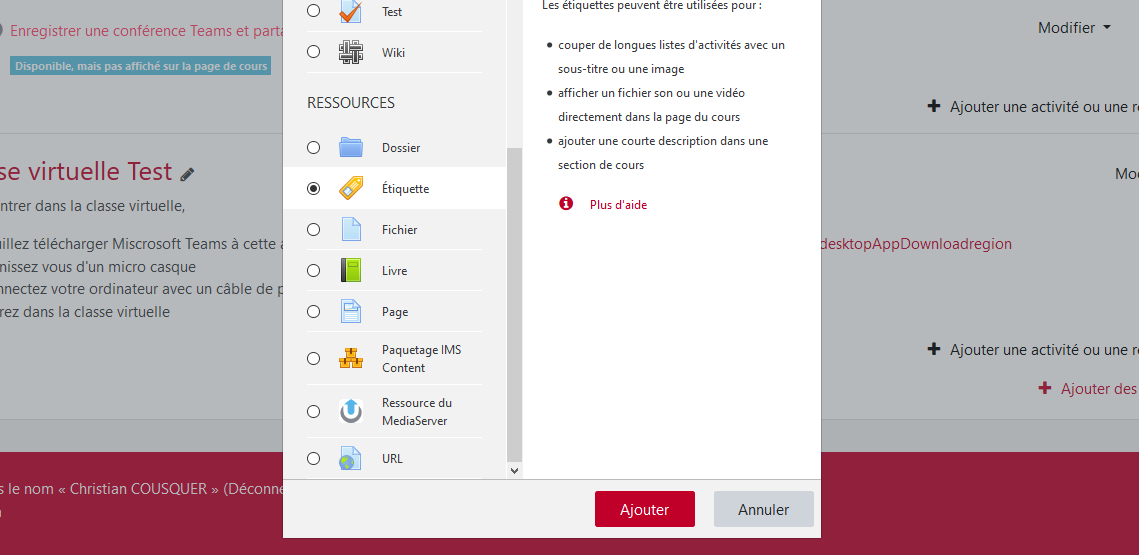 Test
Les étiquettes peuvent être utilisées pour :
Enregistrer une conférence Teams et parta
Modifier
couper de longues listes d'activités avec un
sous-titre ou une image
Wiki
Disponible, mais pas affiché sur la page de cours
afficher un fichier son ou une vidéo
directement dans la page du cours
RESSOURCES
Ajouter une activité ou une re
ajouter une courte description dans une
section de cours
Dossier
se virtuelle Test
Mod
Étiquette
ntrer dans la classe virtuelle,
Plus d'aide
Fichier
uillez télécharger Miscrosoft Teams à cette a
desktopAppDownloadregion
nissez vous d'un micro casque
Livre
nnectez votre ordinateur avec un câble de p
rez dans la classe virtuelle
Page
Paquetage IMS
Content
Ajouter une activité ou une re
Ajouter des
Ressource du
MediaServer
URL
s le nom « Christian COUSQUER » (Déconne
Ajouter
Annuler